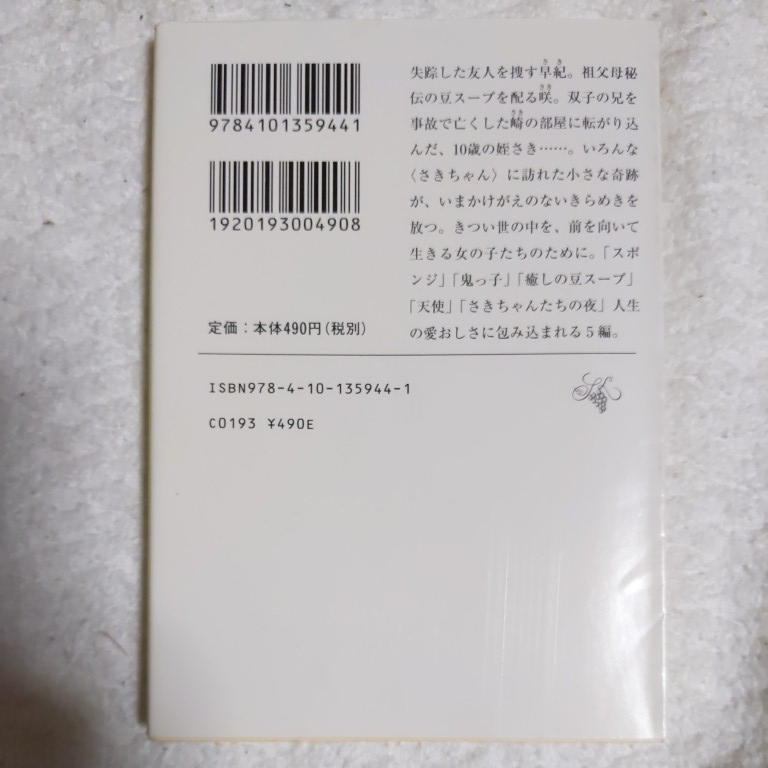 9784101359441
1920193004908
定価：本体490円(税別)
失踪した友人を捜す早紀。祖父母秘
伝の豆スープを配る咲。双子の兄を
事故で亡くした﨑の部屋に転がり込
んだ、10歳の姪さき……。いろんな
〈さきちゃん〉に訪れた小さな奇跡
が、いまかけがえのないきらめきを
放つ。きつい世の中を、前を向いて
生きる女の子たちのために。「スポ
ンジ」「鬼っ子」「癒しの豆スープ」
「天使」「さきちゃんたちの夜」人生
の愛おしさに包み込まれる5編。
ISBN978-4-10-135944-1
C0193 ¥490E